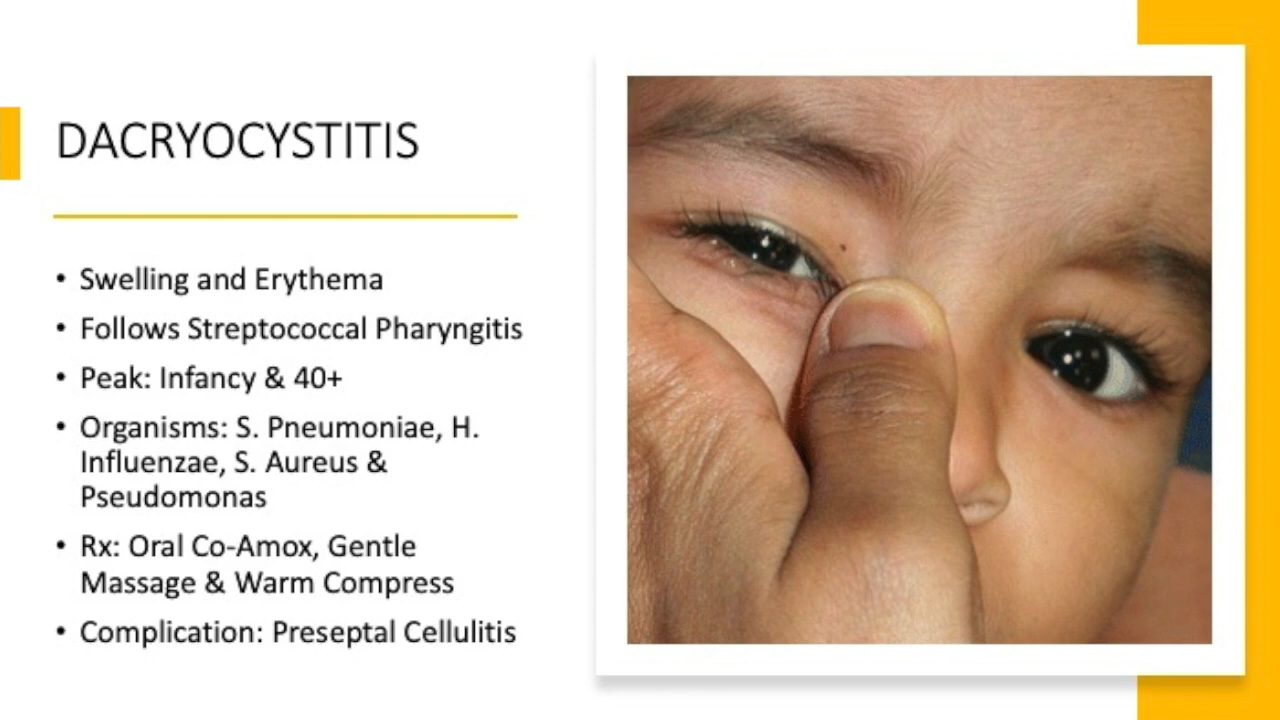 DACRYOCYSTITIS
• Swelling and Erythema
• Follows Streptococcal Pharyngitis
• Peak: Infancy & 40+
• Organisms: S. Pneumoniae, H.
Influenzae, S. Aureus &
Pseudomonas
• Rx: Oral Co-Amox, Gentle
Massage & Warm Compress
• Complication: Preseptal Cellulitis